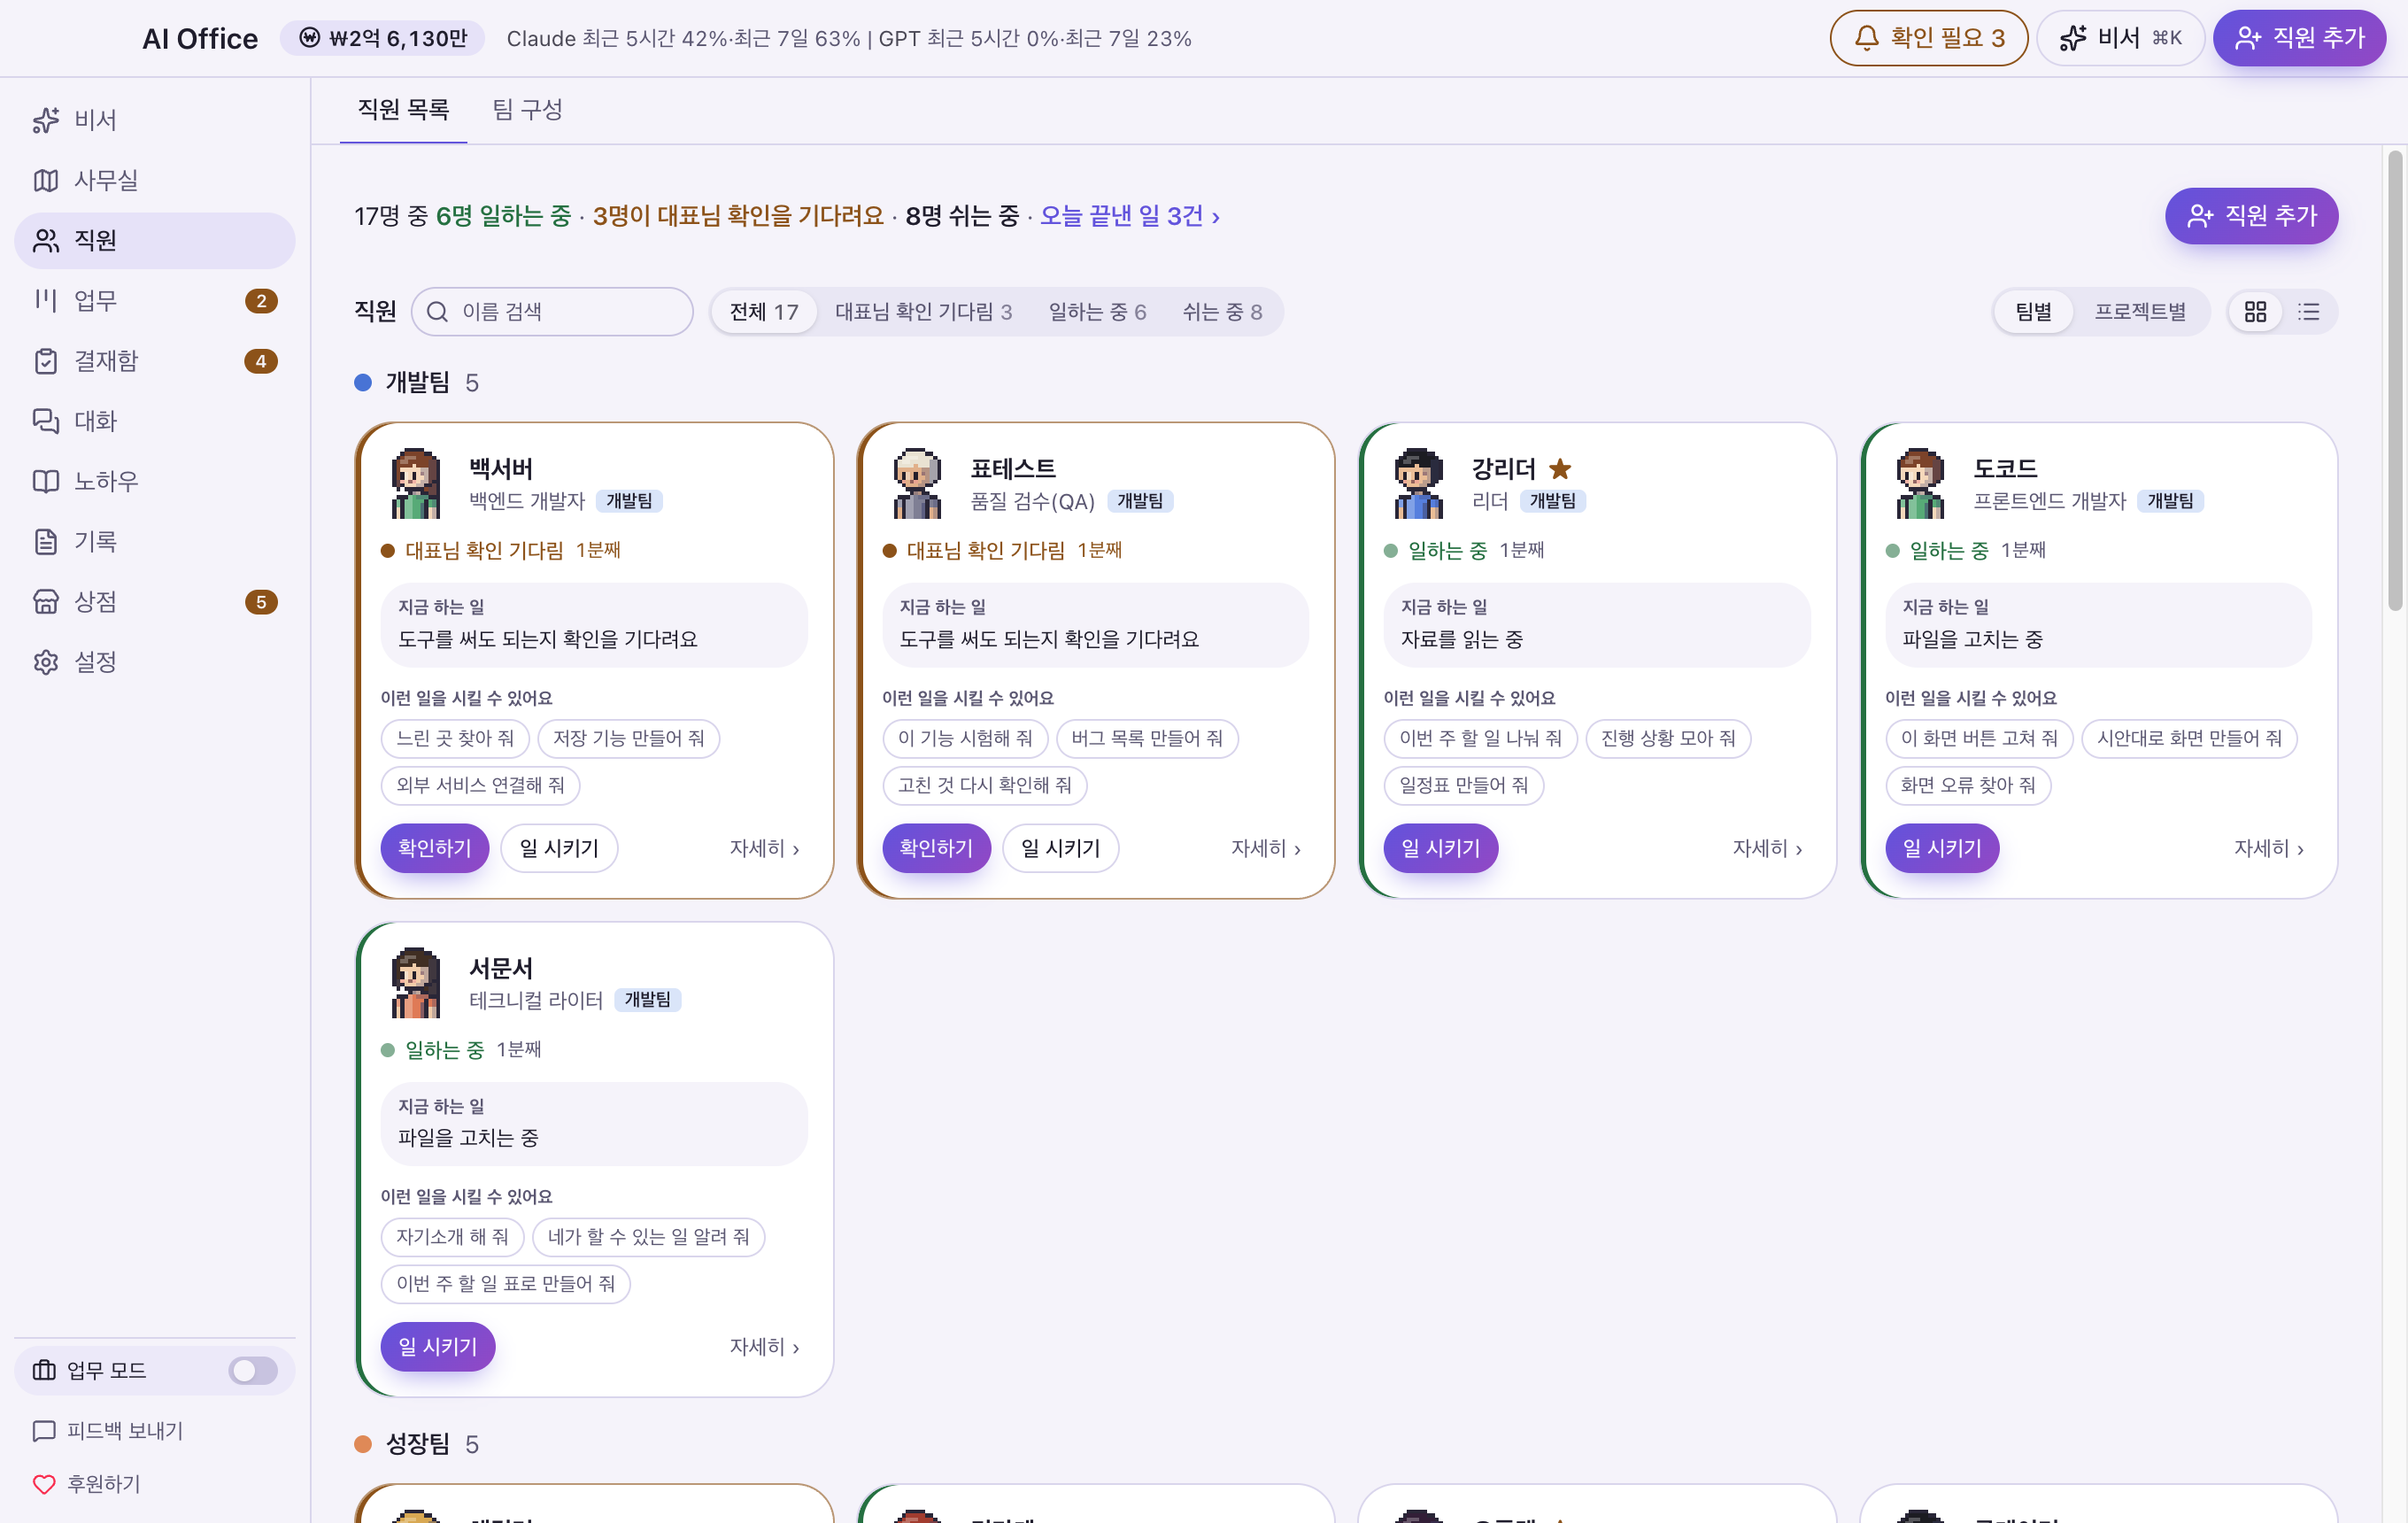 AI Office
₩2억 6,130만
Claude 최근 5시간 42%·최근 7일 63% | GPT 최근 5시간 0%·최근 7일 23%
확인 필요 3
비서 ⌘K
직원 추가
비서
사무실
직원
업무 2
결재함 4
대화
노하우
기록
상점 5
설정
업무 모드
피드백 보내기
후원하기
직원 목록
팀 구성
17명 중 6명 일하는 중 · 3명이 대표님 확인을 기다려요 · 8명 쉬는 중 · 오늘 끝낸 일 3건 ›
직원 추가
직원
이름 검색
전체 17
대표님 확인 기다림 3
일하는 중 6
쉬는 중 8
팀별
프로젝트별
개발팀 5
백서버
백엔드 개발자 개발팀
대표님 확인 기다림 1분째
지금 하는 일
도구를 써도 되는지 확인을 기다려요
이런 일을 시킬 수 있어요
느린 곳 찾아 줘
저장 기능 만들어 줘
외부 서비스 연결해 줘
확인하기
일 시키기
자세히 ›
표테스트
품질 검수(QA) 개발팀
대표님 확인 기다림 1분째
지금 하는 일
도구를 써도 되는지 확인을 기다려요
이런 일을 시킬 수 있어요
이 기능 시험해 줘
버그 목록 만들어 줘
고친 것 다시 확인해 줘
확인하기
일 시키기
자세히 ›
강리더 ★
리더 개발팀
일하는 중 1분째
지금 하는 일
자료를 읽는 중
이런 일을 시킬 수 있어요
이번 주 할 일 나눠 줘
진행 상황 모아 줘
일정표 만들어 줘
일 시키기
자세히 ›
도코드
프론트엔드 개발자 개발팀
일하는 중 1분째
지금 하는 일
파일을 고치는 중
이런 일을 시킬 수 있어요
이 화면 버튼 고쳐 줘
시안대로 화면 만들어 줘
화면 오류 찾아 줘
일 시키기
자세히 ›
서문서
테크니컬 라이터 개발팀
일하는 중 1분째
지금 하는 일
파일을 고치는 중
이런 일을 시킬 수 있어요
자기소개 해 줘
네가 할 수 있는 일 알려 줘
이번 주 할 일 표로 만들어 줘
일 시키기
자세히 ›
성장팀 5